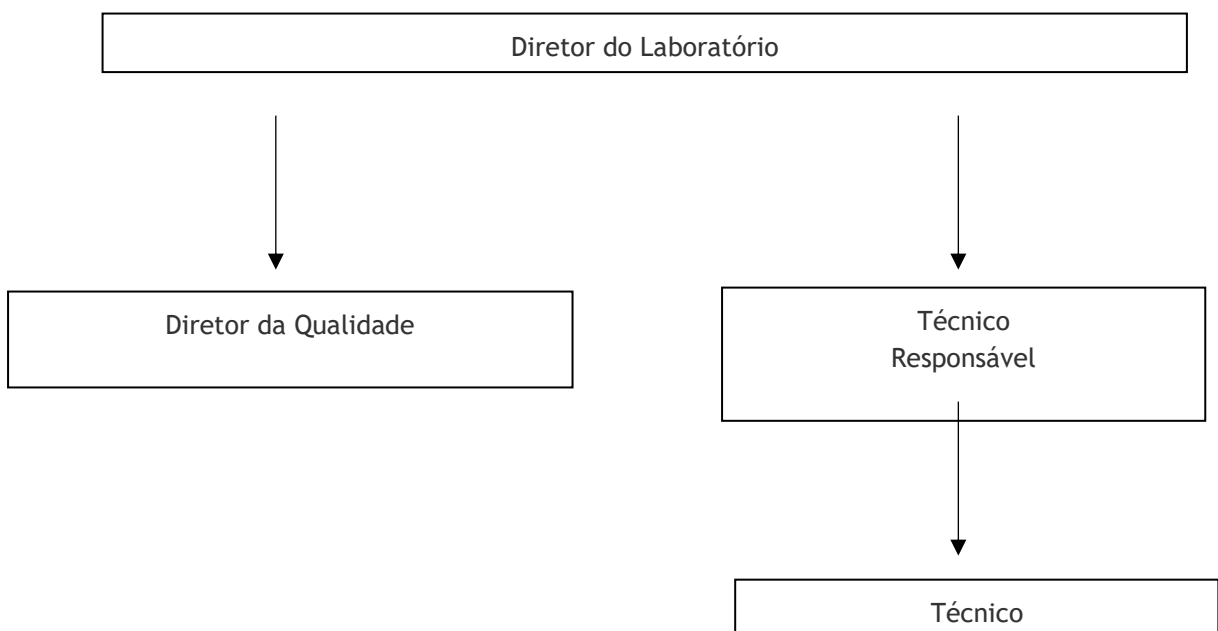 Diretor do Laboratório
Diretor da Qualidade
Técnico
Responsável
Técnico